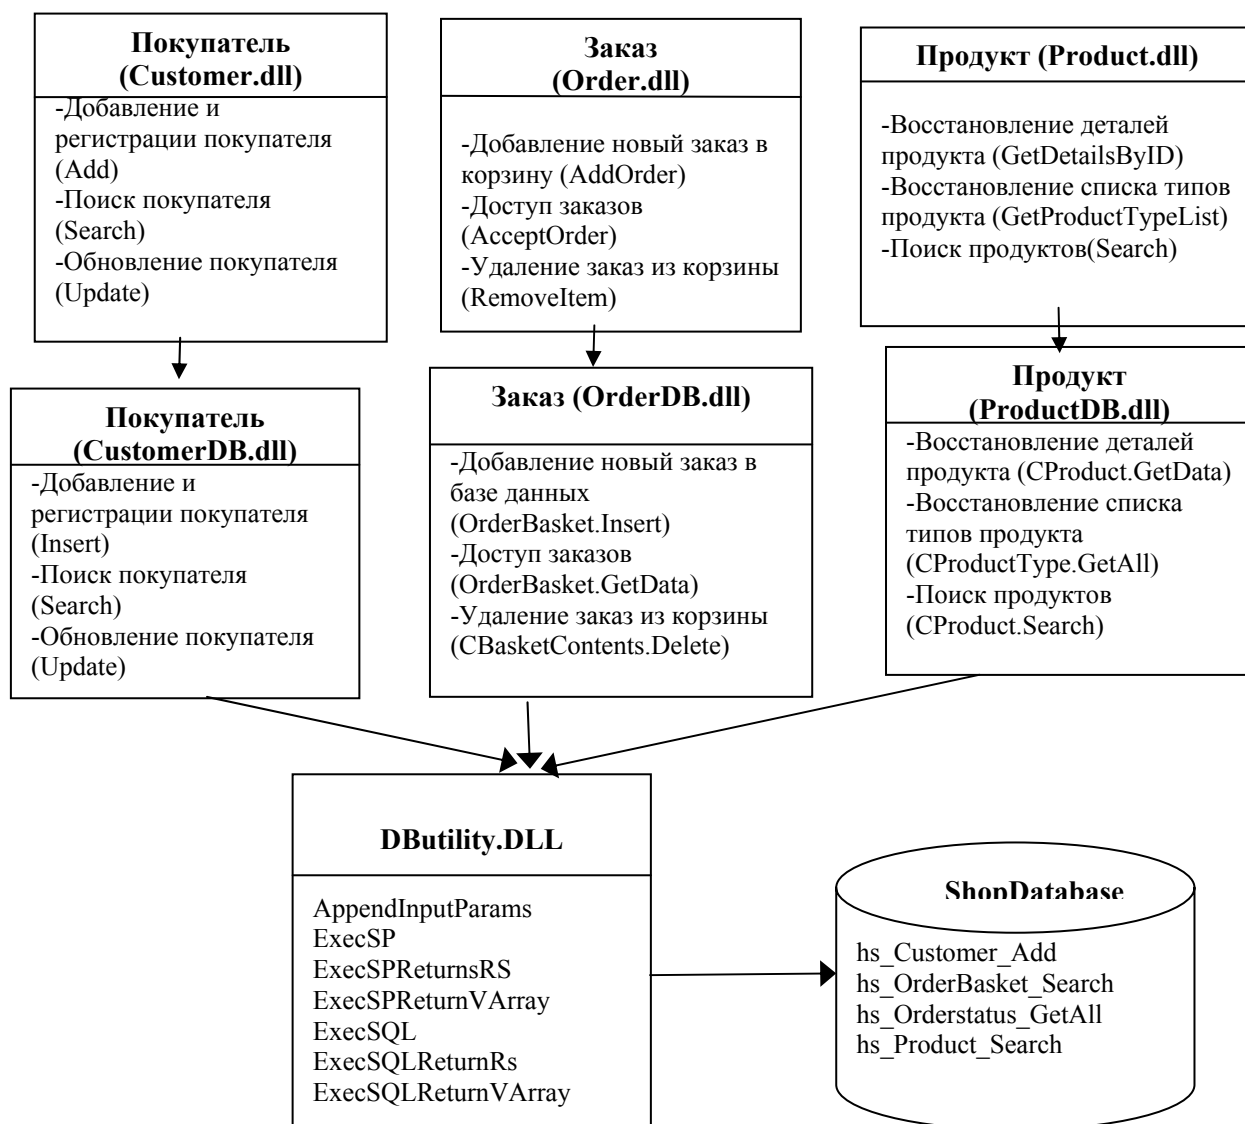 Покупатель
(Customer.dll)
-Добавление и
регистрации покупателя
(Add)
-Поиск покупателя
(Search)
-Обновление покупателя
(Update)
Заказ
(Order.dll)
-Добавление новый заказ в
корзину (AddOrder)
-Доступ заказов
(AcceptOrder)
-Удаление заказ из корзины
(RemoveItem)
Продукт (Product.dll)
-Восстановление деталей
продукта (GetDetailsByID)
-Восстановление списка типов
продукта (GetProductTypeList)
-Поиск продуктов(Search)
Покупатель
(CustomerDB.dll)
-Добавление и
регистрации покупателя
(Insert)
-Поиск покупателя
(Search)
-Обновление покупателя
(Update)
Заказ (OrderDB.dll)
-Добавление новый заказ в
базе данных
(OrderBasket.Insert)
-Доступ заказов
(OrderBasket.GetData)
-Удаление заказ из корзины
(CBasketContents.Delete)
Продукт
(ProductDB.dll)
-Восстановление деталей
продукта (CProduct.GetData)
-Восстановление списка
типов продукта
(CProductType.GetAll)
-Поиск продуктов
(CProduct.Search)
DButility.DLL
AppendInputParams
ExecSP
ExecSPReturnsRS
ExecSPReturnVArray
ExecSQL
ExecSQLReturnRs
ExecSQLReturnVArray
ShopDatabase
hs_Customer_Add
hs_OrderBasket_Search
hs_Orderstatus_GetAll
hs_Product_Search